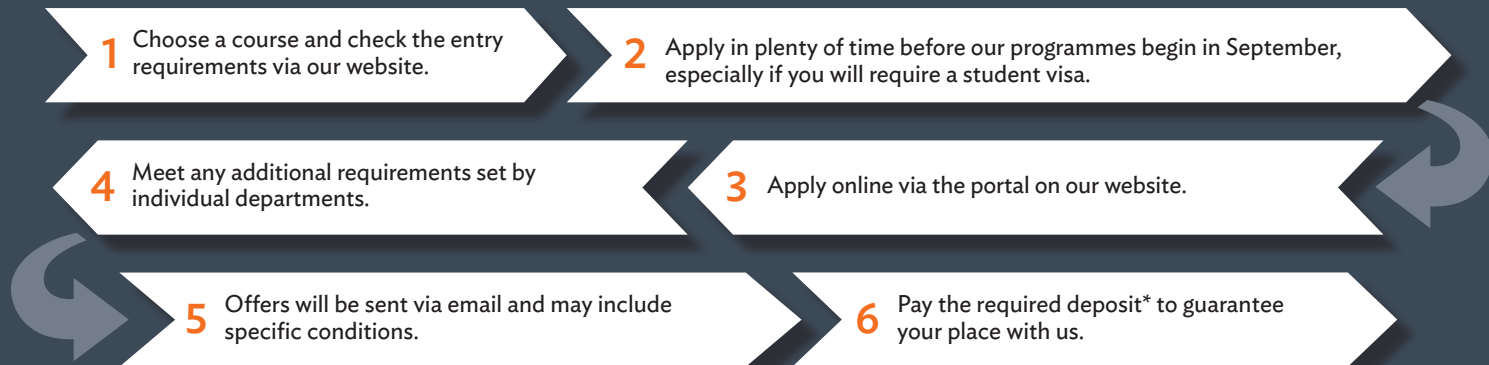 1 Choose a course and check the entry
requirements via our website.
2 Apply in plenty of time before our programmes begin in September,
especially if you will require a student visa.
3 Apply online via the portal on our website.
4 Meet any additional requirements set by
individual departments.
5 Offers will be sent via email and may include
specific conditions.
6 Pay the required deposit* to guarantee
your place with us.